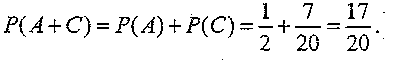 P(A+C) = P(A) + P(C) = 1/2 + 7/20 = 17/20.